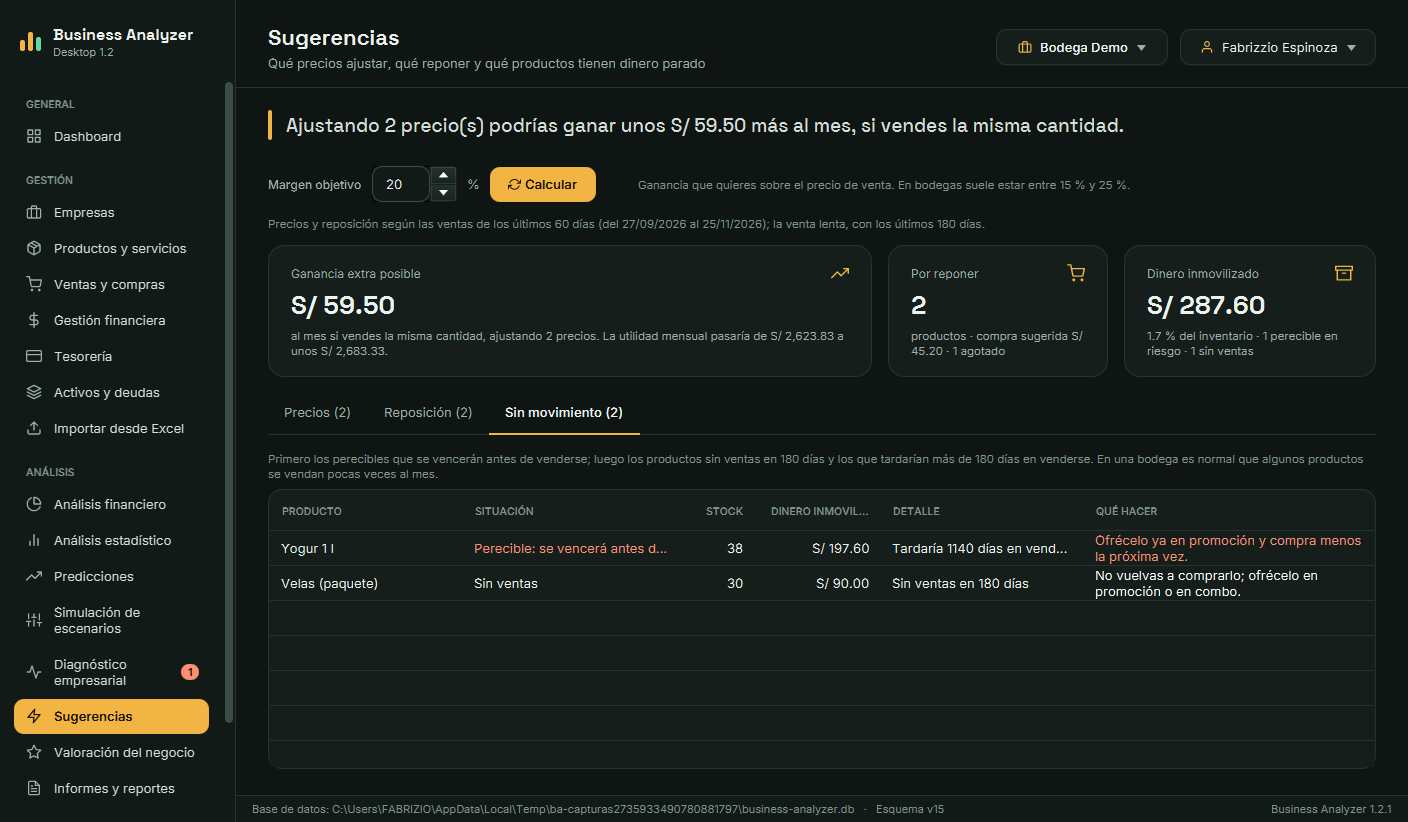 Business Analyzer
Desktop 1.2
GENERAL
Dashboard
GESTIÓN
Empresas
Productos y servicios
Ventas y compras
Gestión financiera
Tesorería
Activos y deudas
Importar desde Excel
ANÁLISIS
Análisis financiero
Análisis estadístico
Predicciones
Simulación de
escenarios
Diagnóstico
empresarial
1
Sugerencias
Valoración del negocio
Informes y reportes
Sugerencias
Qué precios ajustar, qué reponer y qué productos tienen dinero parado
Bodega Demo
Fabrizzio Espinoza
Ajustando 2 precio(s) podrías ganar unos S/ 59.50 más al mes, si vendes la misma cantidad.
Margen objetivo 20 % Calcular Ganancia que quieres sobre el precio de venta. En bodegas suele estar entre 15 % y 25 %.
Precios y reposición según las ventas de los últimos 60 días (del 27/09/2026 al 25/11/2026); la venta lenta, con los últimos 180 días.
Ganancia extra posible
S/ 59.50
al mes si vendes la misma cantidad, ajustando 2 precios. La utilidad mensual pasaría de S/ 2,623.83 a
unos S/ 2,683.33.
Por reponer
2
productos · compra sugerida S/
45.20 · 1 agotado
Dinero inmovilizado
S/ 287.60
1.7 % del inventario · 1 perecible en
riesgo · 1 sin ventas
Precios (2) Reposición (2) Sin movimiento (2)
Primero los perecibles que se vencerán antes de venderse; luego los productos sin ventas en 180 días y los que tardarían más de 180 días en venderse. En una bodega es normal que algunos productos
se vendan pocas veces al mes.
PRODUCTO SITUACIÓN STOCK DINERO INMOVIL... DETALLE QUÉ HACER
Yogur 1 l Perecible: se vencerá antes d... 38 S/ 197.60 Tardaría 1140 días en vend... Ofrécelo ya en promoción y compra menos
la próxima vez.
Velas (paquete) Sin ventas 30 S/ 90.00 Sin ventas en 180 días No vuelvas a comprarlo; ofrécelo en
promoción o en combo.
Base de datos: C:\Users\FABRIZIO\AppData\Local\Temp\ba-capturas2735933490780881797\business-analyzer.db · Esquema v15
Business Analyzer 1.2.1